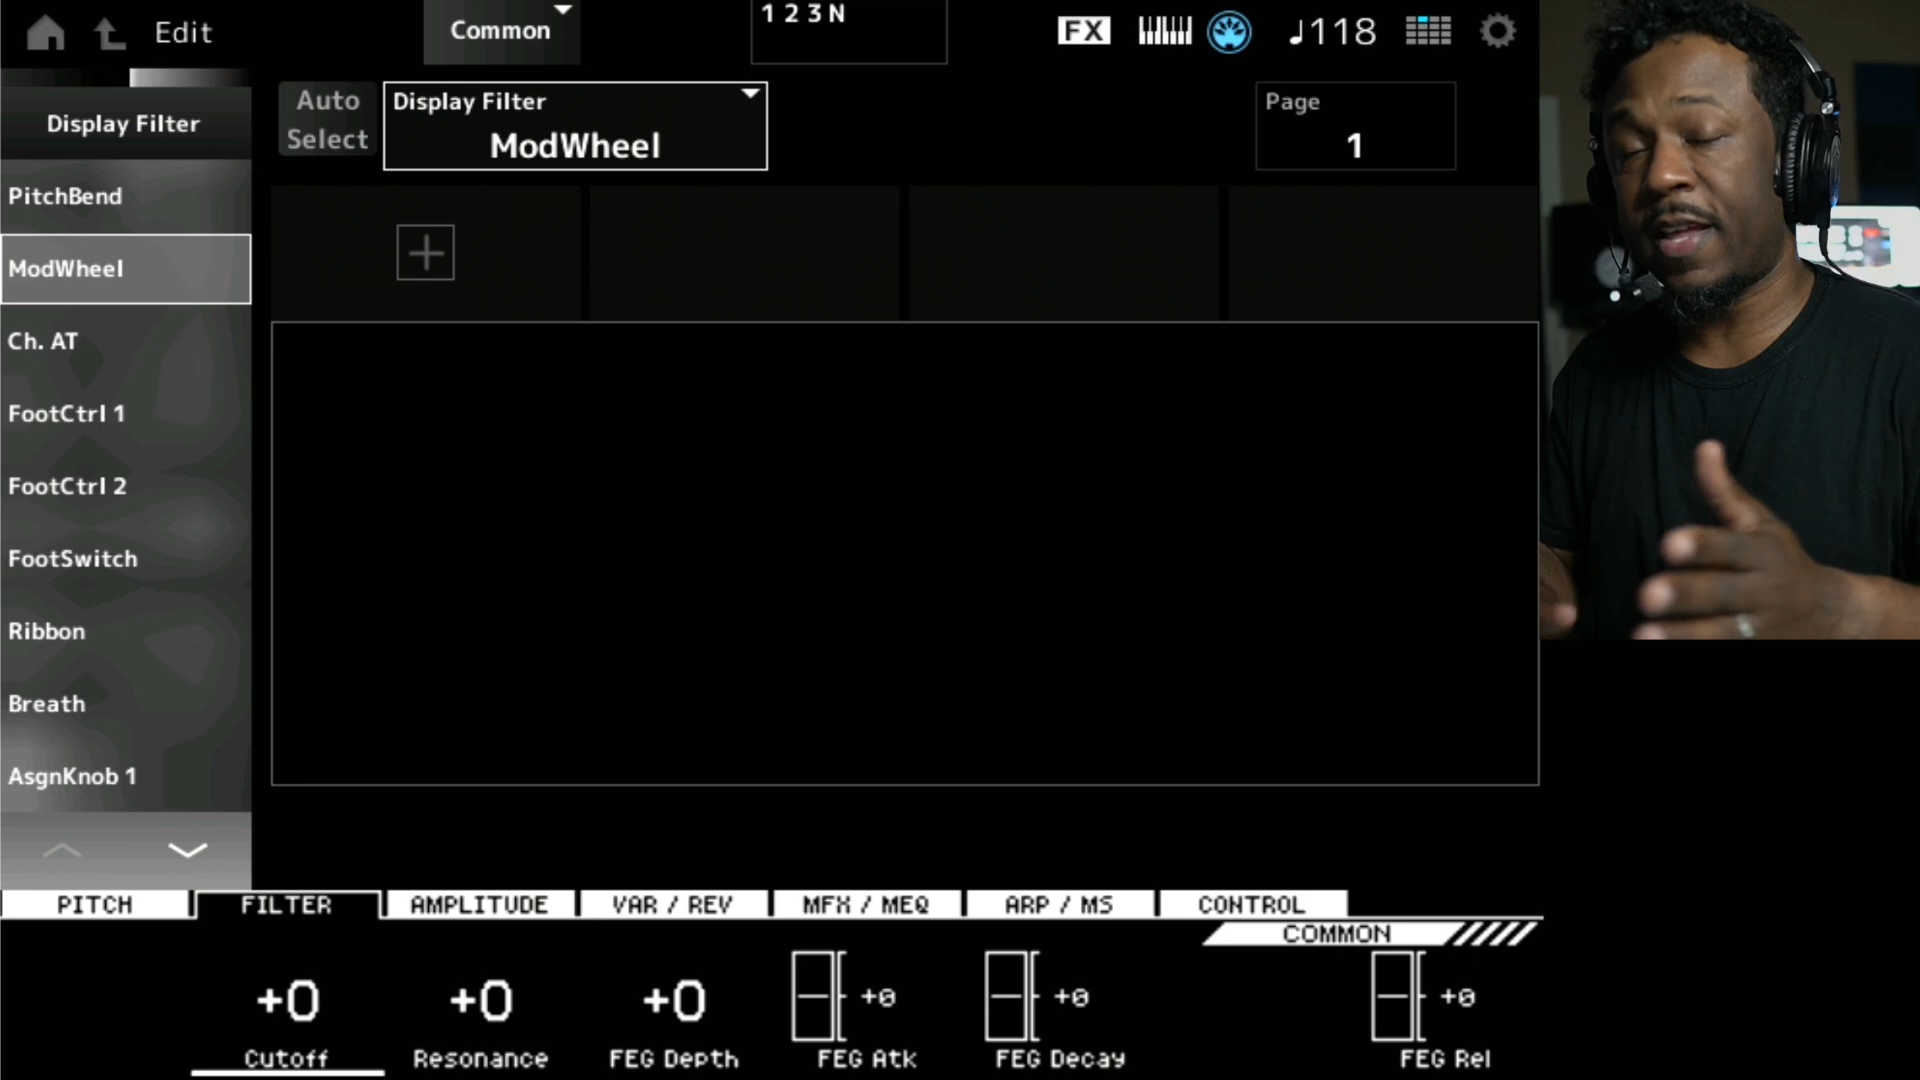 Edit
Common
1 2 3 N
FX
♩118
Display Filter
Auto
Select
Display Filter
ModWheel
Page
1
PitchBend
ModWheel
Ch. AT
FootCtrl 1
FootCtrl 2
FootSwitch
Ribbon
Breath
AsgnKnob 1
PITCH
FILTER
AMPLITUDE
VAR / REV
MFX / MEQ
ARP / MS
CONTROL
COMMON
+0
+0
+0
+0
+0
+0
Cutoff
Resonance
FEG Depth
FEG Atk
FEG Decay
FEG Rel